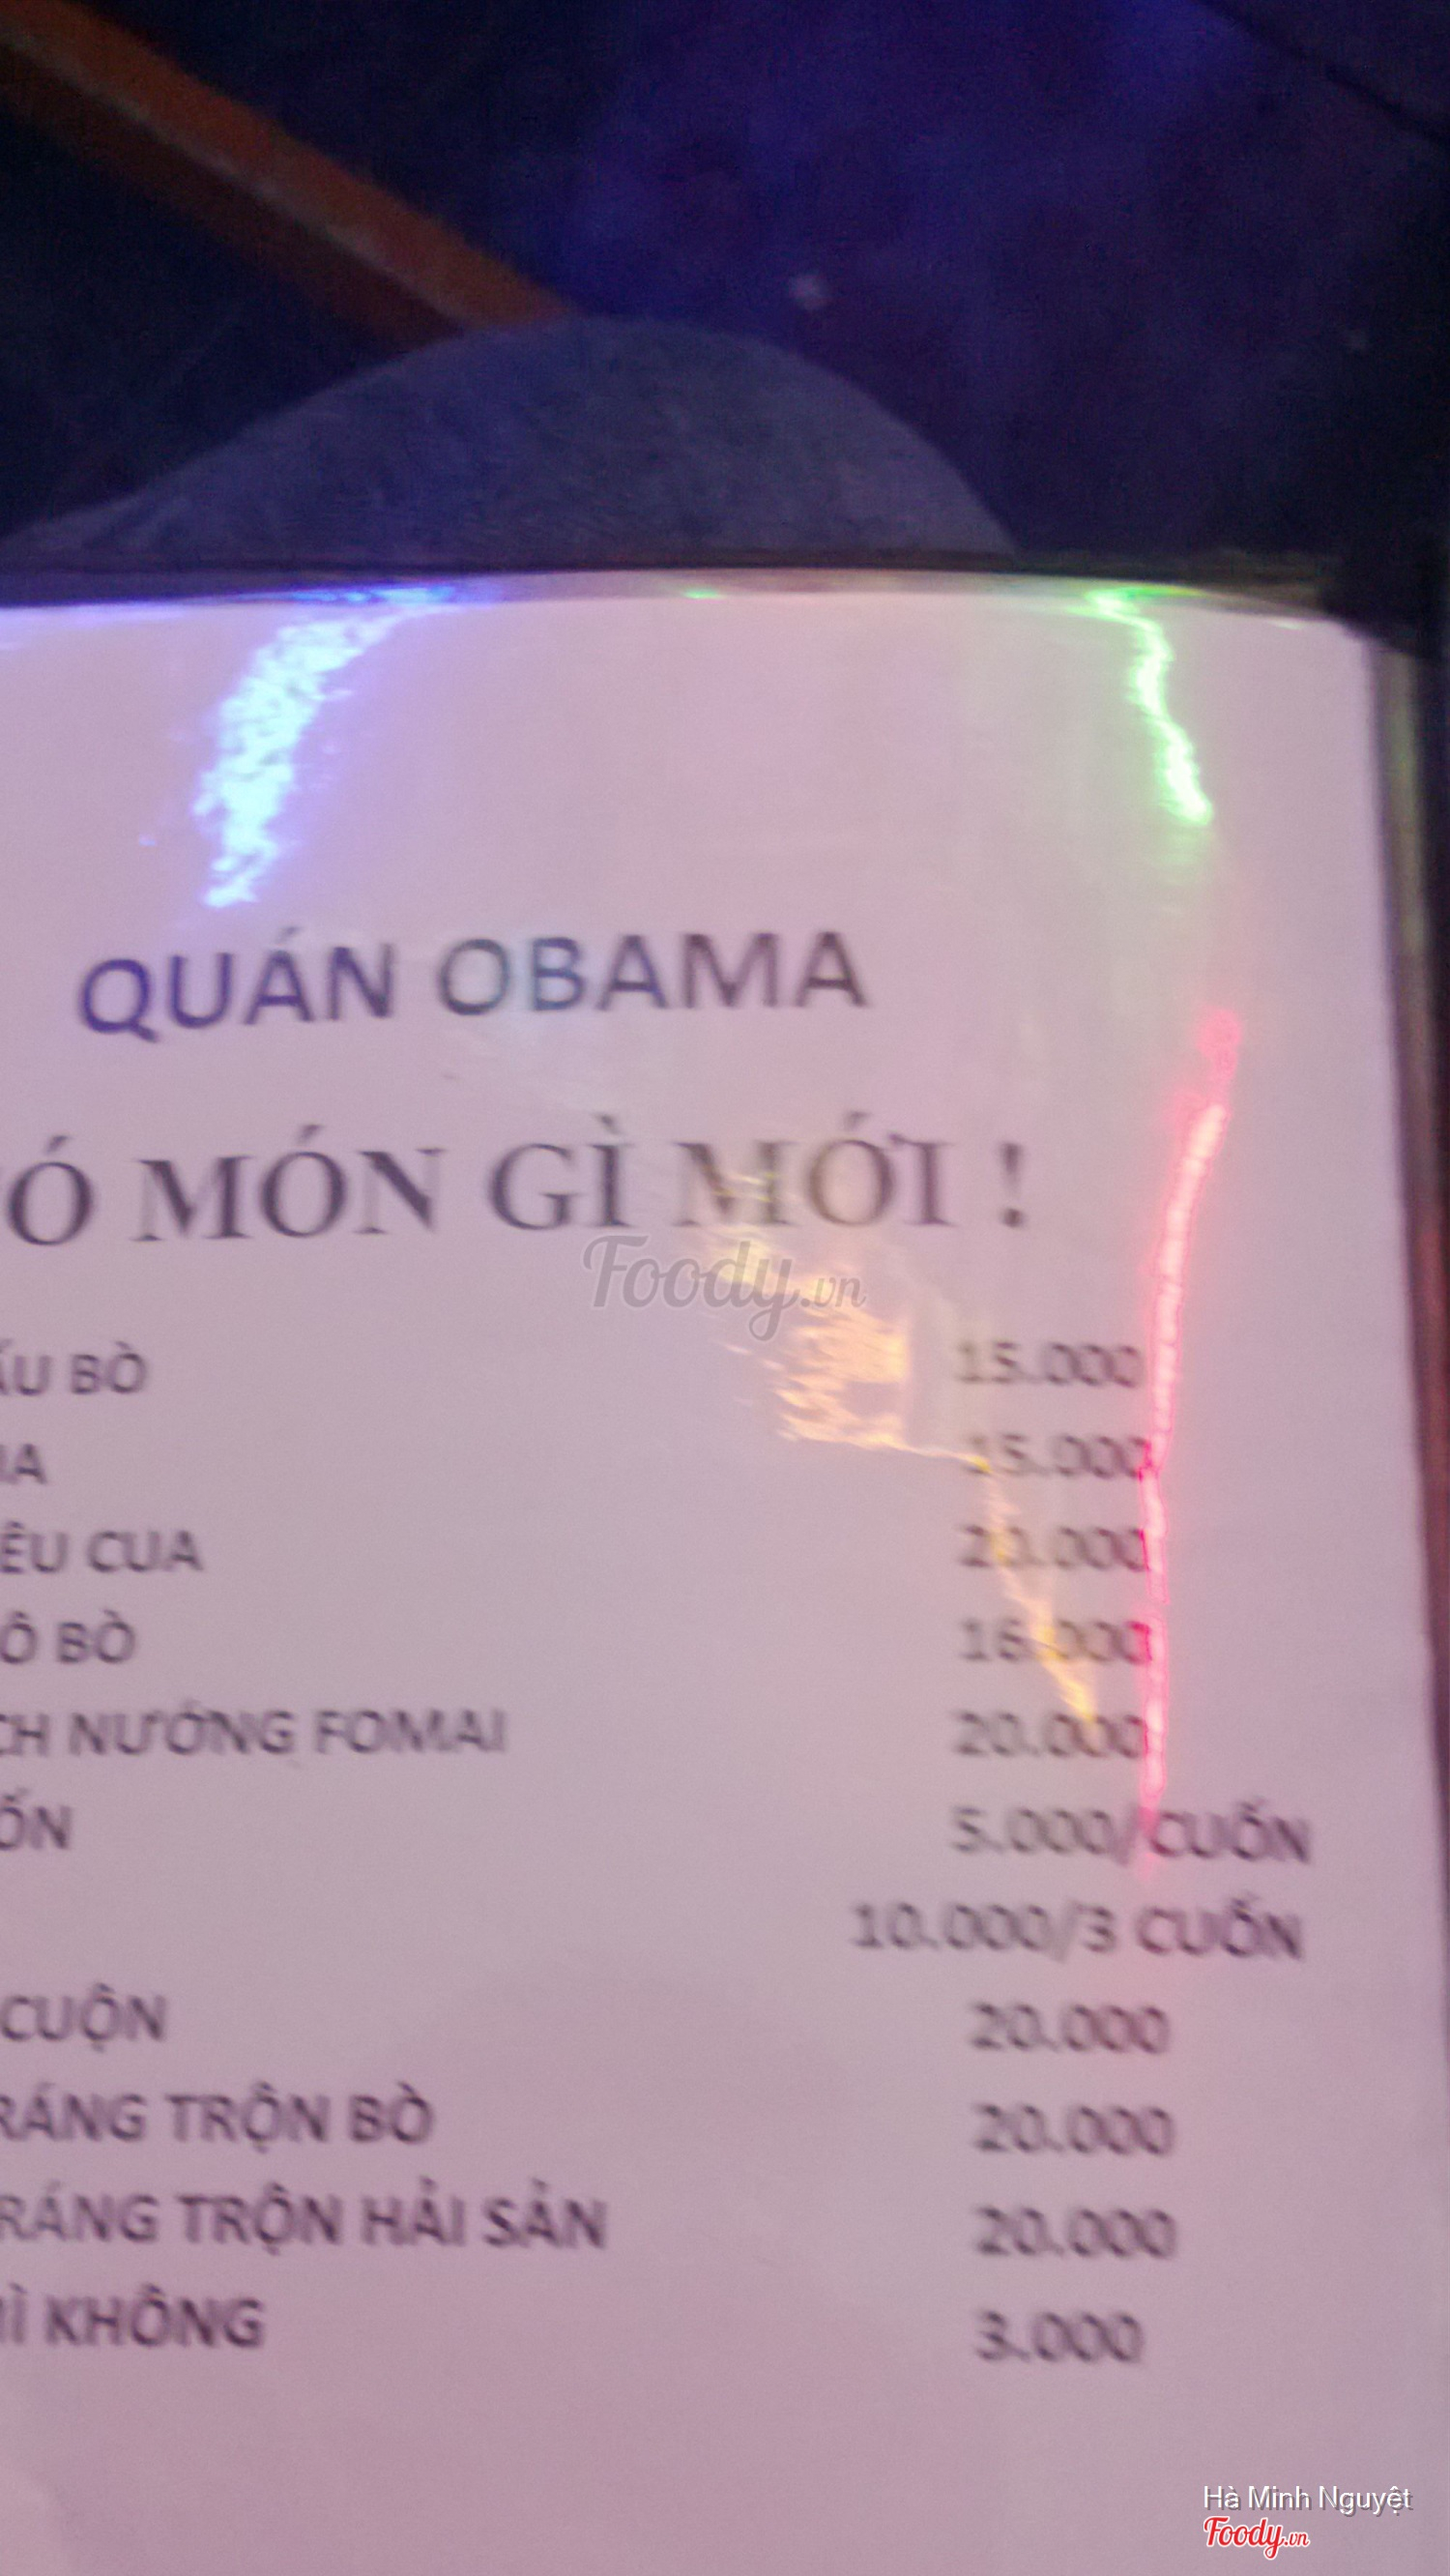 QUÁN OBAMA
Ó MÓN GÌ MỚI !
ẤU BÒ 15.000
15.000
ÊU CUA 20.000
Ô BÒ 16.000
CH NƯỚNG FOMAI 20.000
ỐN 5.000/CUỐN
10.000/3 CUỐN
CUỘN 20.000
RÁNG TRỘN BÒ 20.000
RÁNG TRỘN HẢI SẢN 20.000
Ì KHÔNG 3.000
Foody.vn
Hà Minh Nguyệt
Foody.vn